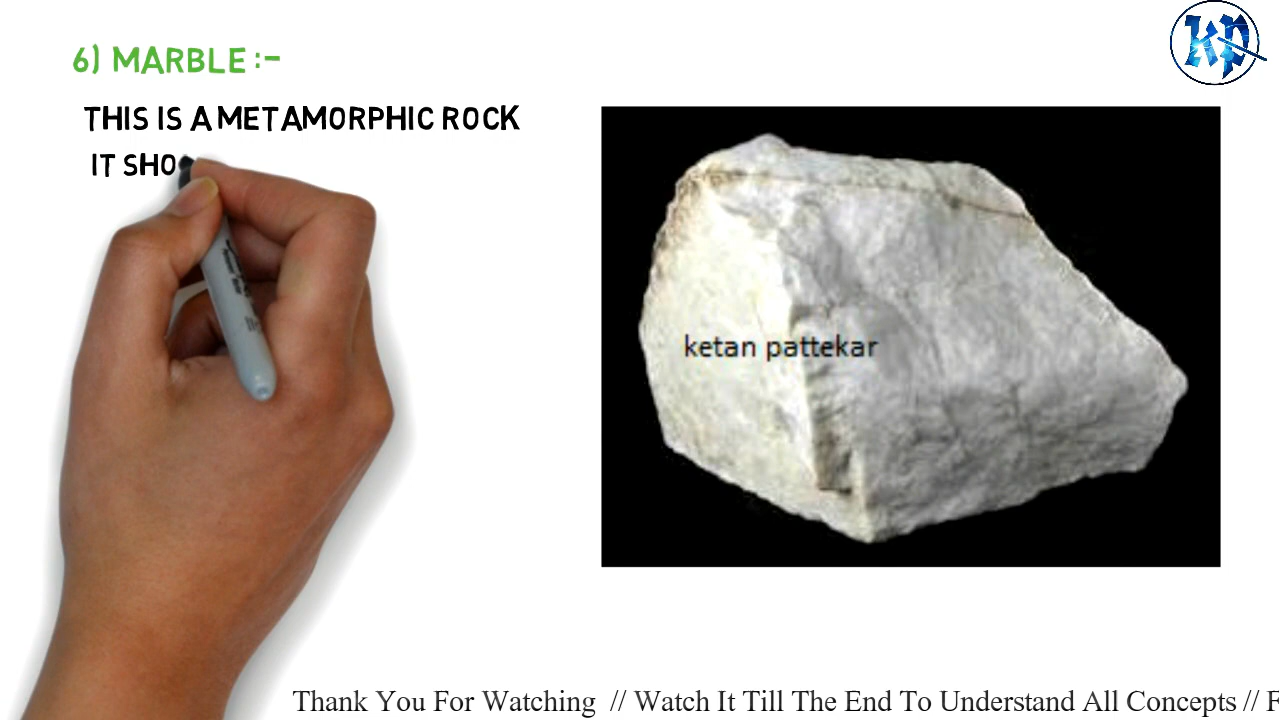 6) MARBLE :-
THIS IS A METAMORPHIC ROCK
IT SHO
ketan pattekar
KP
Thank You For Watching // Watch It Till The End To Understand All Concepts // F